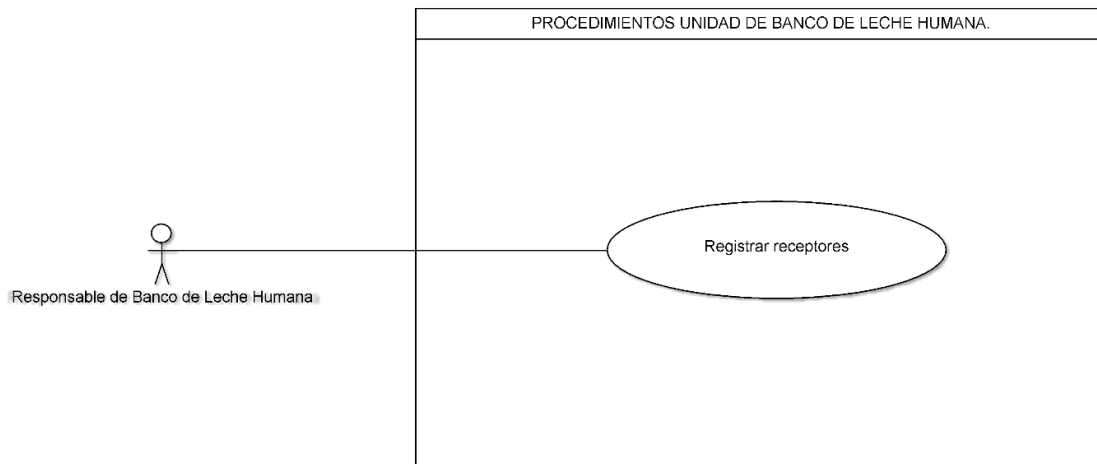 PROCEDIMIENTOS UNIDAD DE BANCO DE LECHE HUMANA.
Registrar receptores
Responsable de Banco de Leche Humana